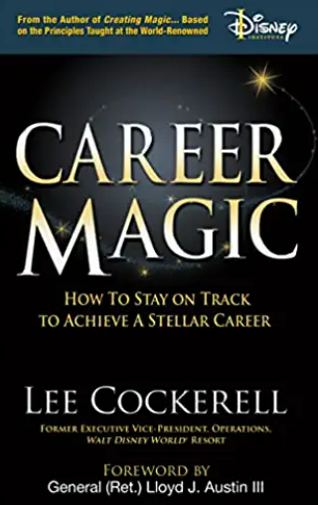 From the Author of Creating Magic... Based
on the Principles Taught at the World-Renowned
Disney
INSTITUTE
CAREER
MAGIC
HOW TO STAY ON TRACK
TO ACHIEVE A STELLAR CAREER
LEE COCKERELL
FORMER EXECUTIVE VICE-PRESIDENT, OPERATIONS,
WALT DISNEY WORLD® RESORT
FOREWORD BY
General (Ret.) Lloyd J. Austin III